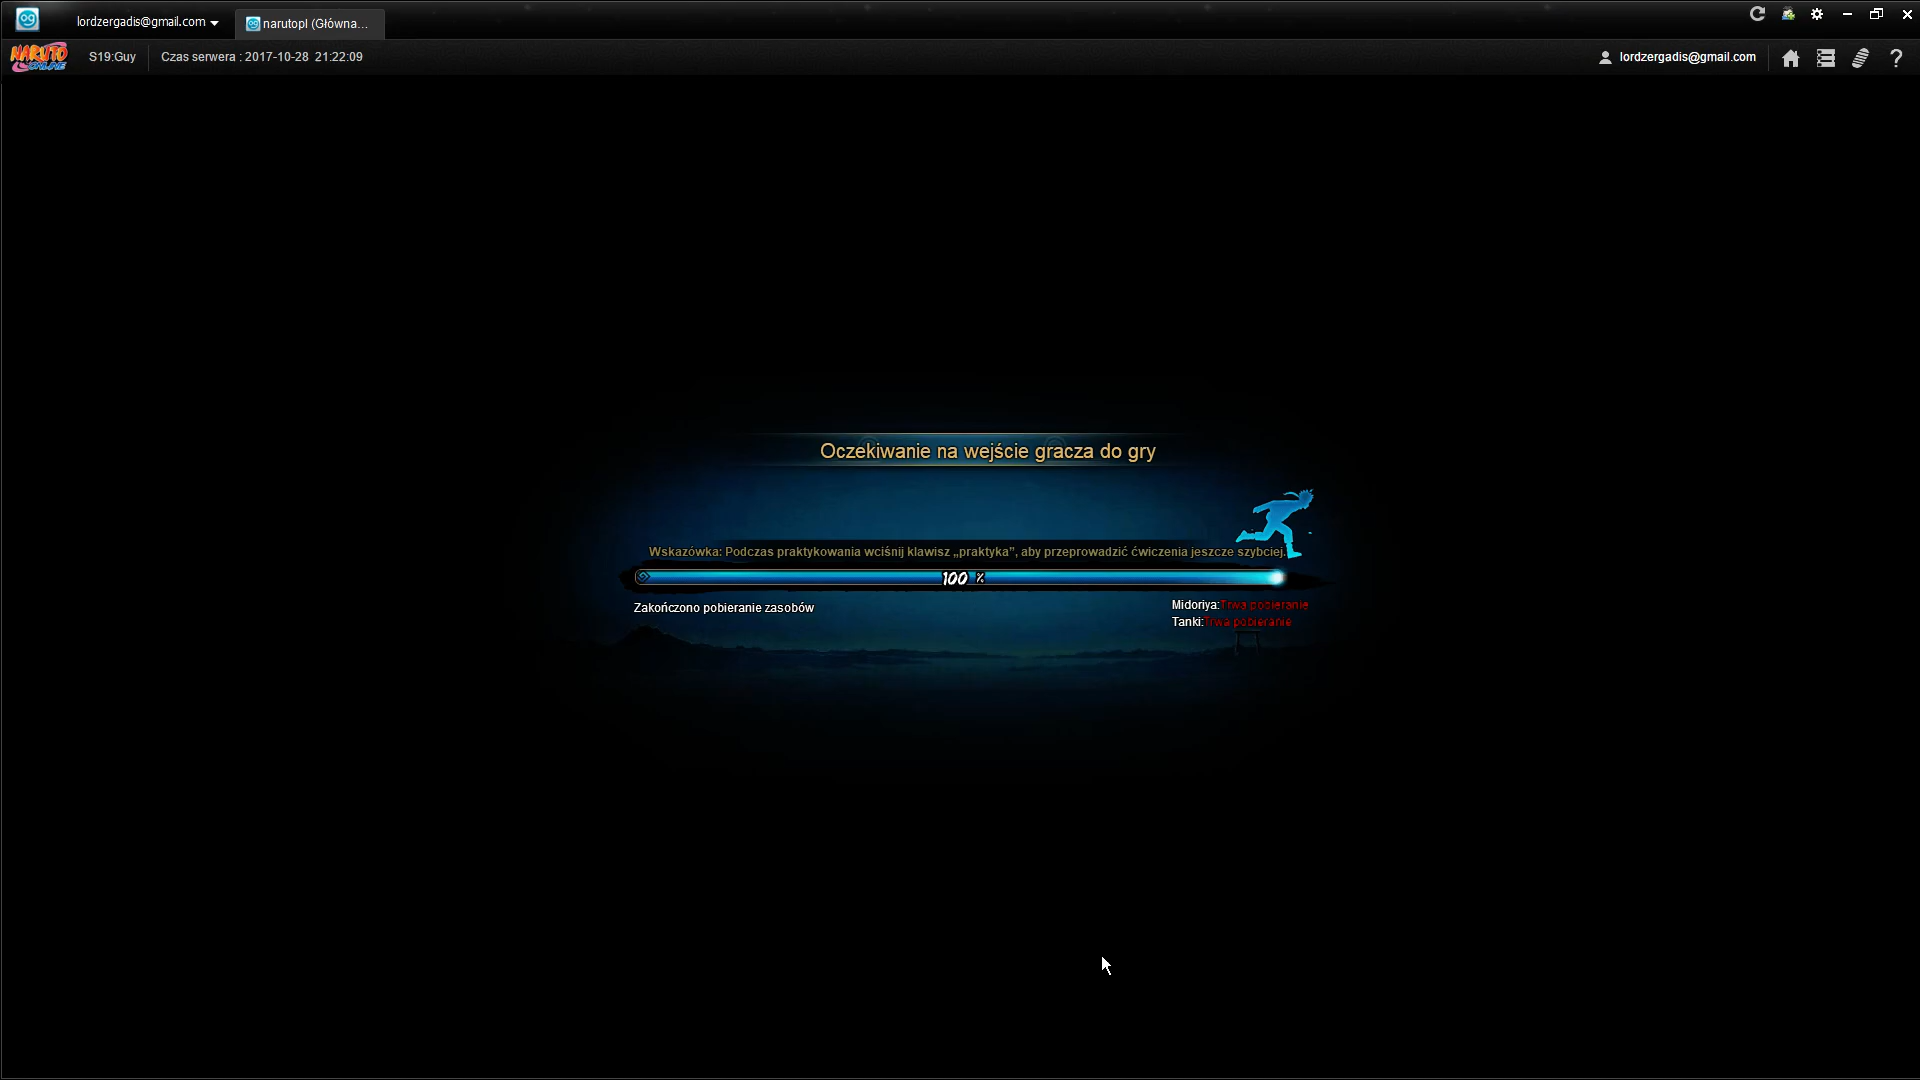 lordzergadis@gmail.com
narutopl (Główna...
NARUTO
ONLINE
S19:Guy
Czas serwera : 2017-10-28 21:22:09
lordzergadis@gmail.com
?
Oczekiwanie na wejście gracza do gry
Wskazówka: Podczas praktykowania wciśnij klawisz „praktyka”, aby przeprowadzić ćwiczenia jeszcze szybciej.
100 %
Zakończono pobieranie zasobów
Midoriya:Trwa pobieranie
Tanki:Trwa pobieranie